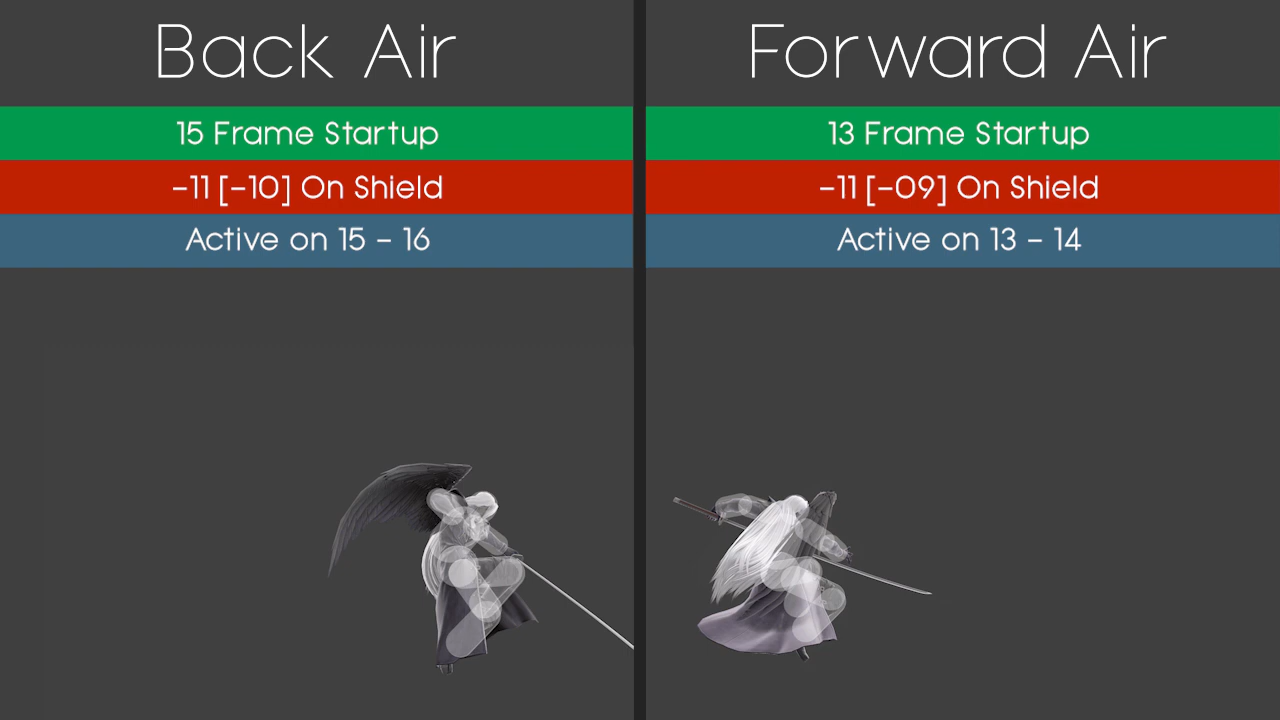 Back Air
15 Frame Startup
-11 [-10] On Shield
Active on 15 - 16
Forward Air
13 Frame Startup
-11 [-09] On Shield
Active on 13 - 14